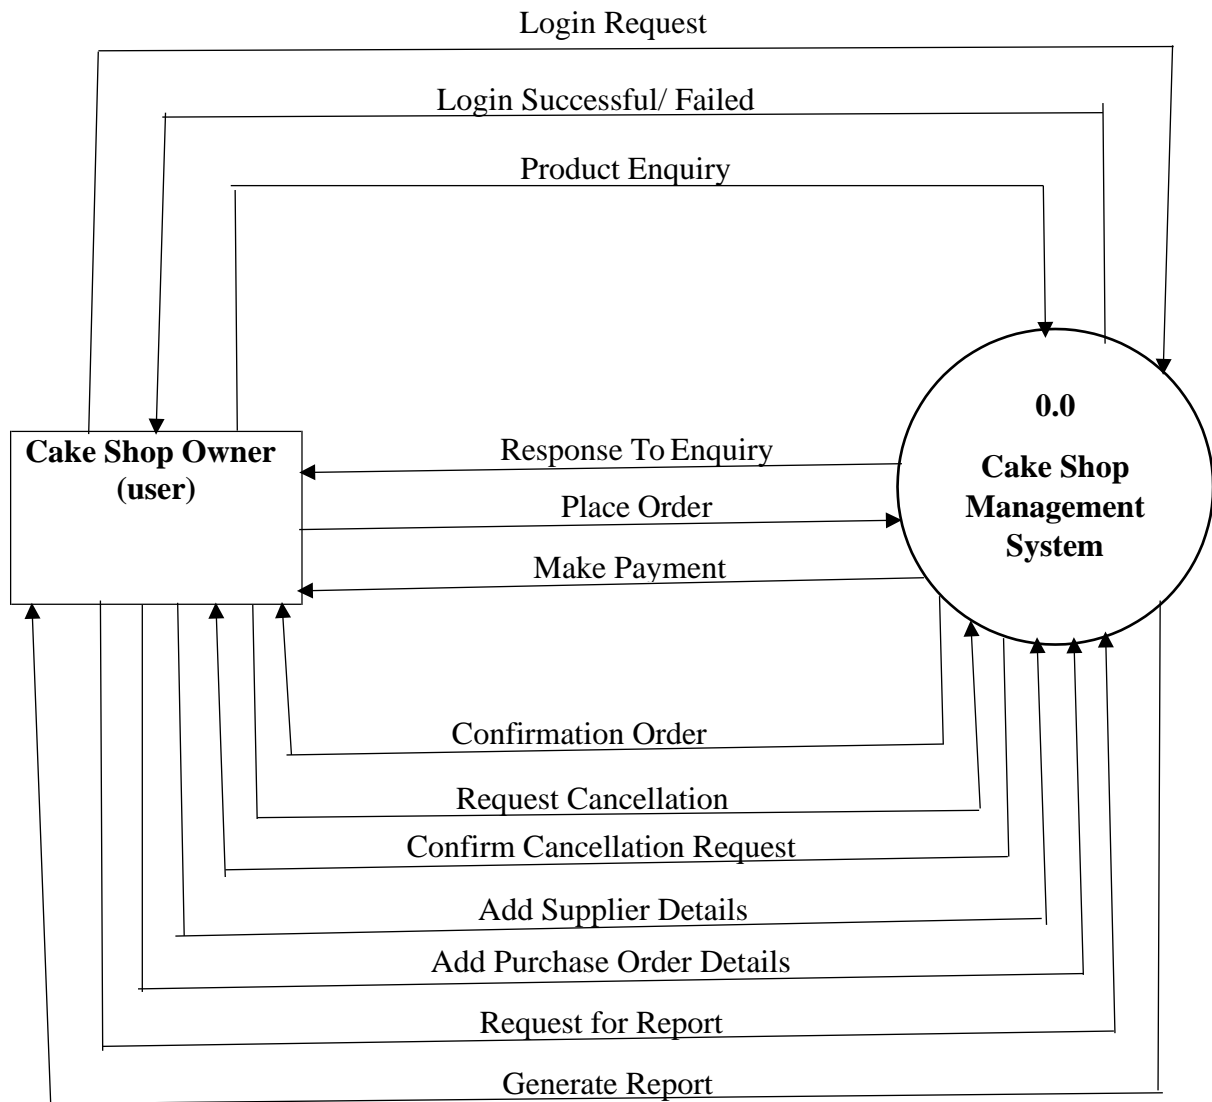 Login Request
Login Successful/ Failed
Product Enquiry
0.0
Cake Shop Owner
(user)
Response To Enquiry
Cake Shop
Management
System
Place Order
Make Payment
Confirmation Order
Request Cancellation
Confirm Cancellation Request
Add Supplier Details
Add Purchase Order Details
Request for Report
Generate Report